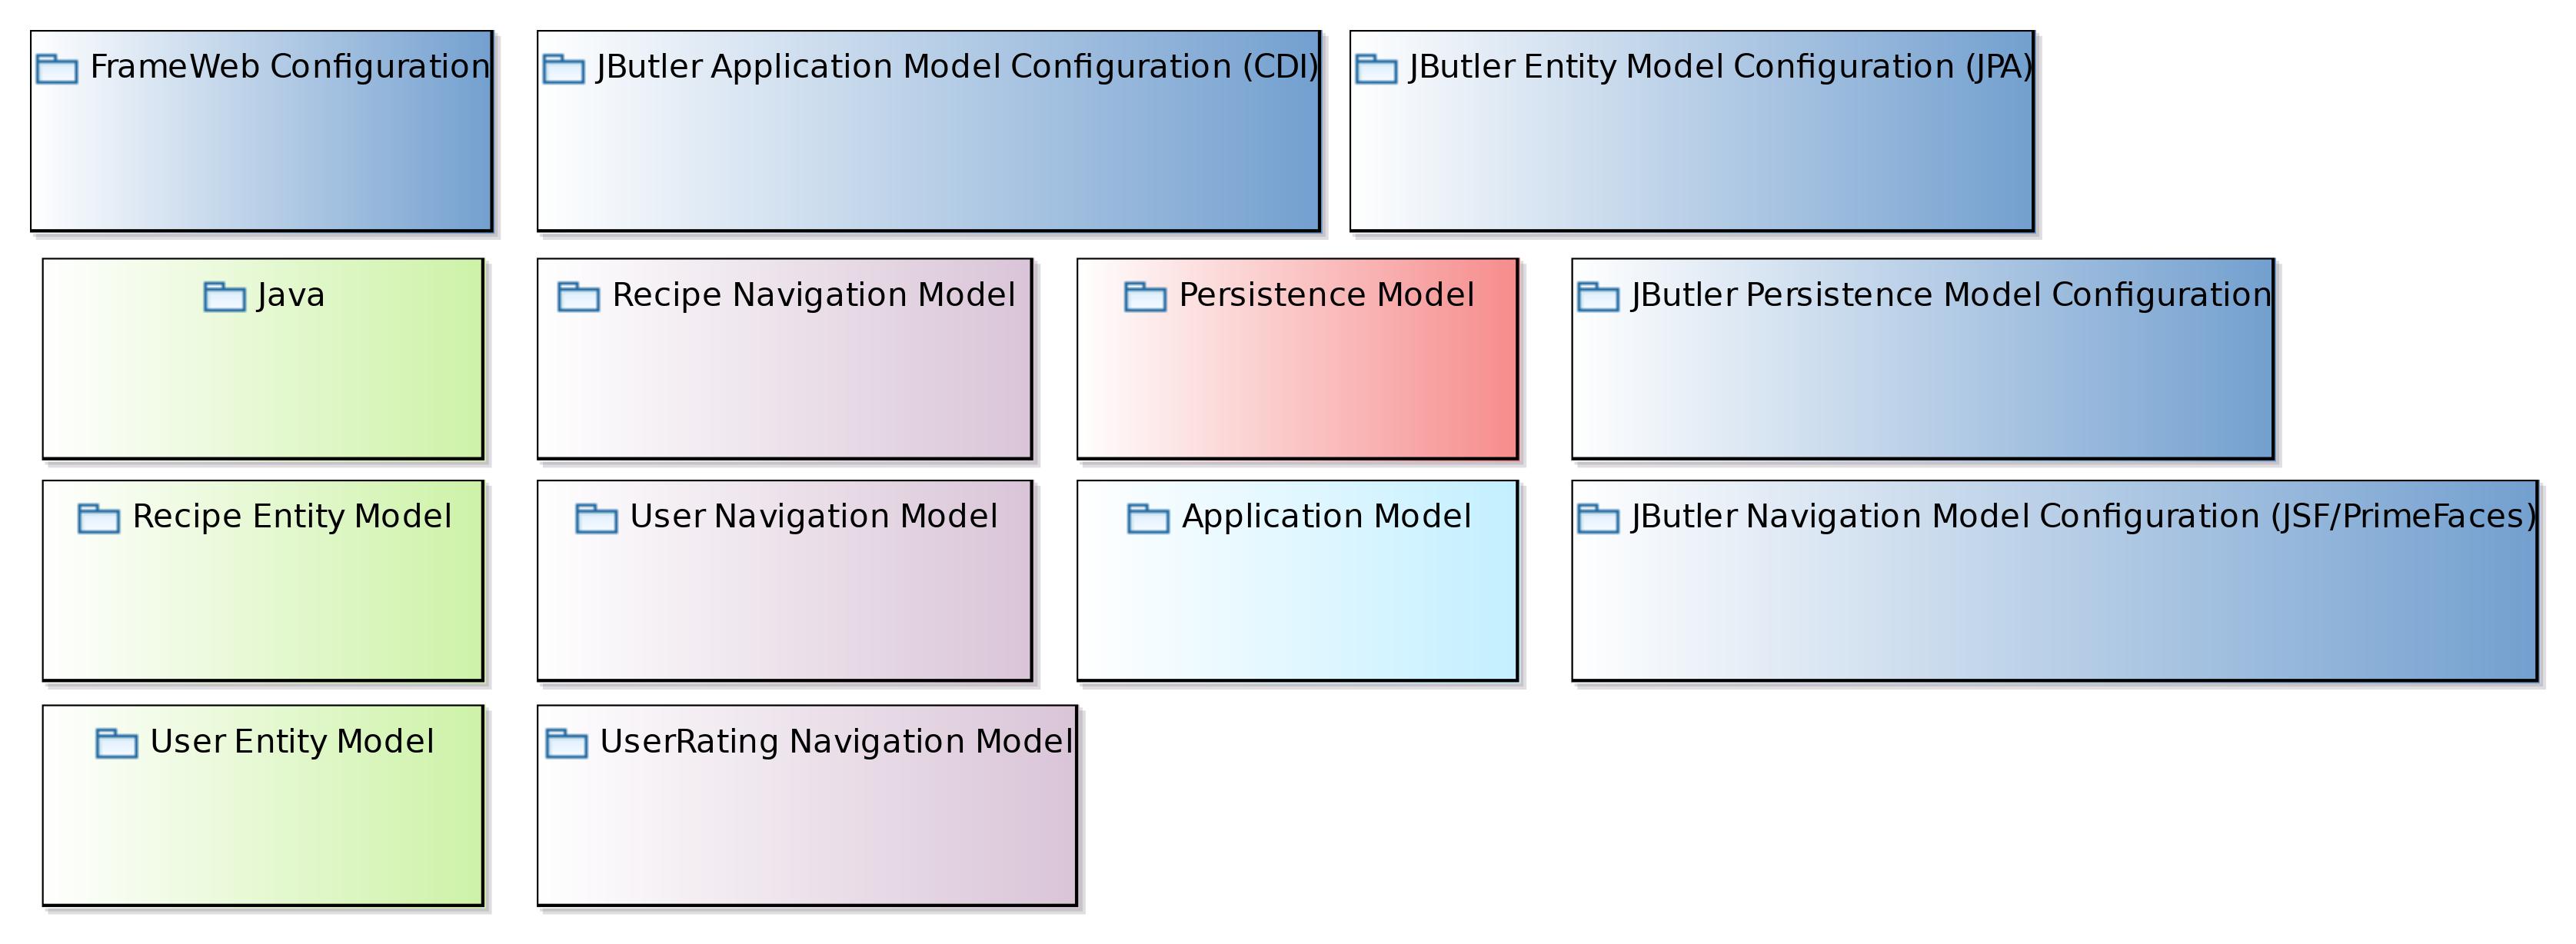 FrameWeb Configuration
JButler Application Model Configuration (CDI)
JButler Entity Model Configuration (JPA)
Java
Recipe Navigation Model
Persistence Model
JButler Persistence Model Configuration
Recipe Entity Model
User Navigation Model
Application Model
JButler Navigation Model Configuration (JSF/PrimeFaces)
User Entity Model
UserRating Navigation Model